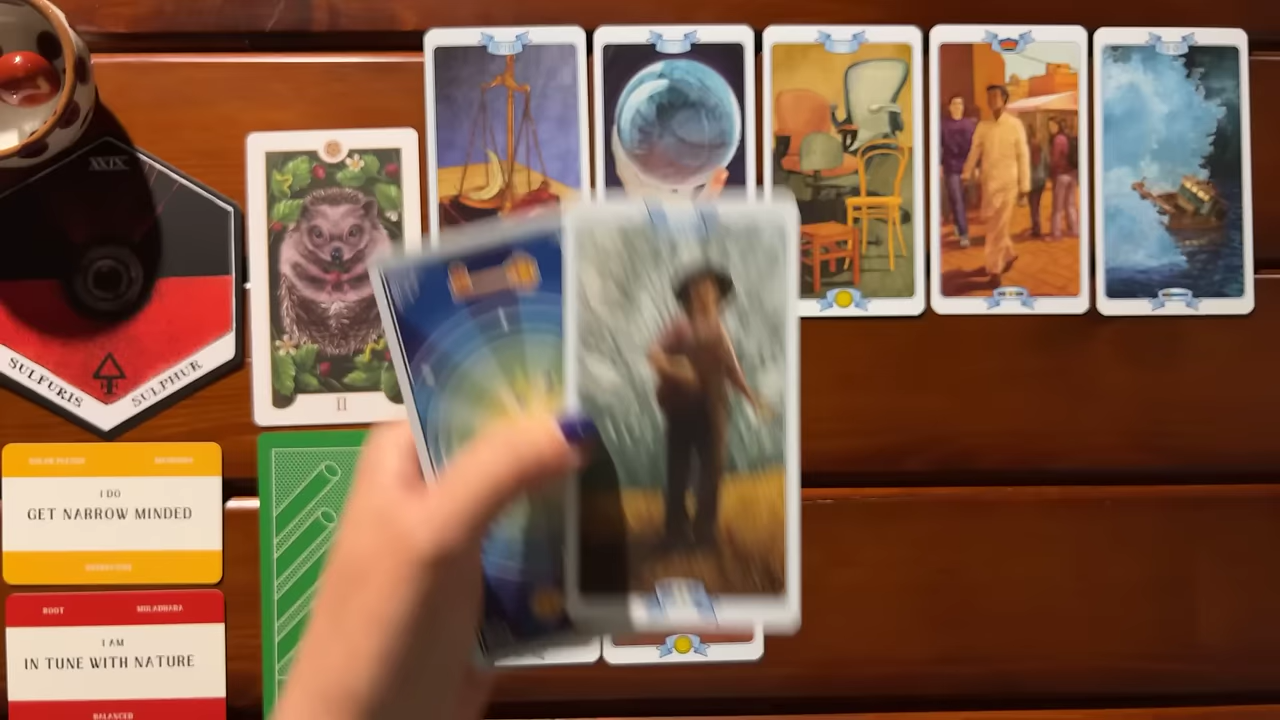 XXIX
SULFURIS
SULPHUR
II
I DO
GET NARROW MINDED
ROOT
MULADHARA
I AM
IN TUNE WITH NATURE
BALANCED